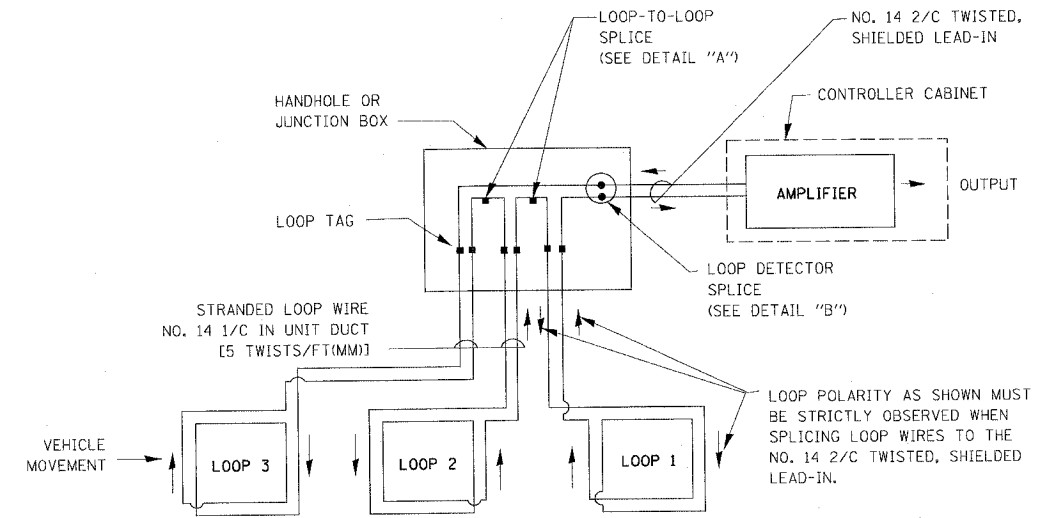 LOOP-TO-LOOP
SPLICE
(SEE DETAIL "A")
NO. 14 2/C TWISTED,
SHIELDED LEAD-IN
HANDHOLE OR
JUNCTION BOX
CONTROLLER CABINET
AMPLIFIER
OUTPUT
LOOP TAG
LOOP DETECTOR
SPLICE
(SEE DETAIL "B")
STRANDED LOOP WIRE
NO. 14 1/C IN UNIT DUCT
[5 TWISTS/FT(MM)]
LOOP POLARITY AS SHOWN MUST
BE STRICTLY OBSERVED WHEN
SPLICING LOOP WIRES TO THE
NO. 14 2/C TWISTED, SHIELDED
LEAD-IN.
VEHICLE
MOVEMENT
LOOP 3
LOOP 2
LOOP 1